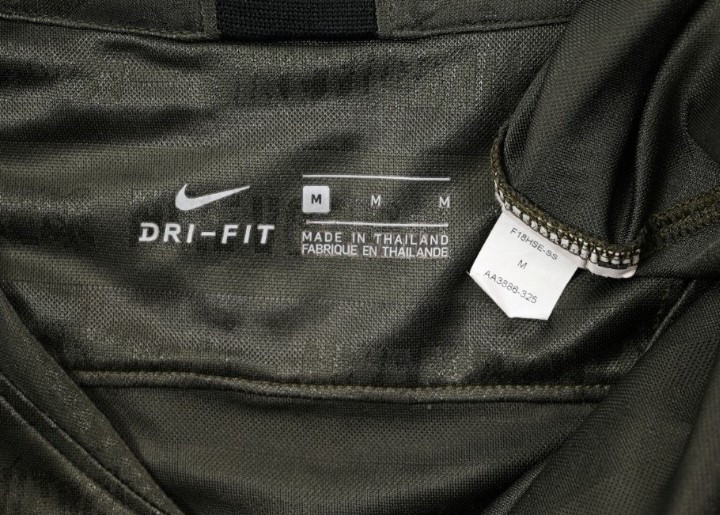 M M M
DRI-FIT
MADE IN THAILAND
FABRIQUE EN THAILANDE
F18HSE-SS
M
AA3886-325